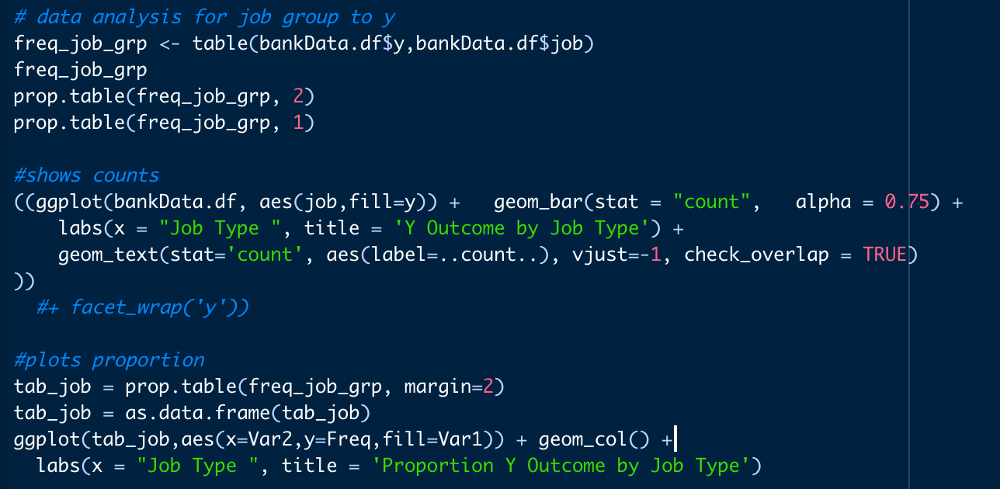 # data analysis for job group to y
freq_job_grp <- table(bankData.df$y,bankData.df$job)
freq_job_grp
prop.table(freq_job_grp, 2)
prop.table(freq_job_grp, 1)
#shows counts
((ggplot(bankData.df, aes(job,fill=y)) +   geom_bar(stat = "count",   alpha = 0.75) +
    labs(x = "Job Type ", title = 'Y Outcome by Job Type') +
    geom_text(stat='count', aes(label=..count..), vjust=-1, check_overlap = TRUE)
))
  #+ facet_wrap('y'))
#plots proportion
tab_job = prop.table(freq_job_grp, margin=2)
tab_job = as.data.frame(tab_job)
ggplot(tab_job,aes(x=Var2,y=Freq,fill=Var1)) + geom_col() +
  labs(x = "Job Type ", title = 'Proportion Y Outcome by Job Type')